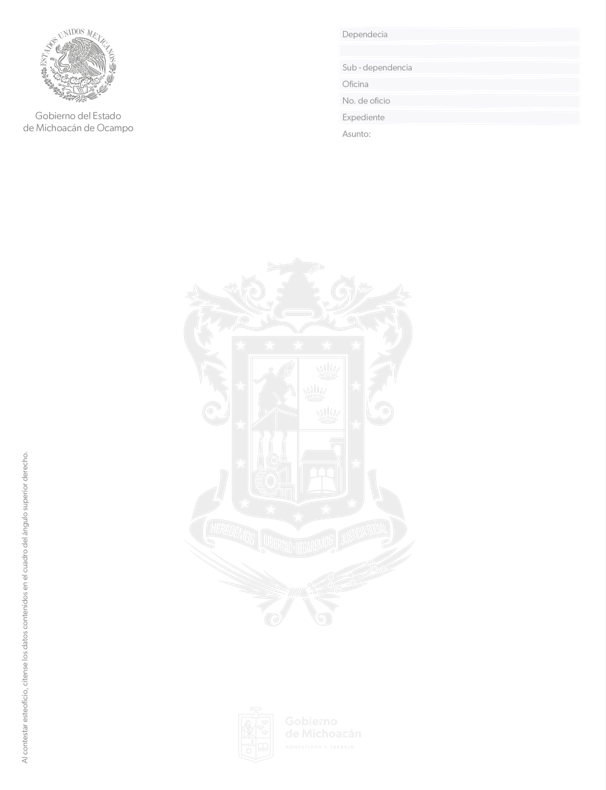 ESTADOS UNIDOS MEXICANOS
Gobierno del Estado
de Michoacán de Ocampo
Dependecia
Sub - dependencia
Oficina
No. de oficio
Expediente
Asunto:
Al contestar esteoficio, cítense los datos contenidos en el cuadro del ángulo superior derecho.
Gobierno
de Michoacán